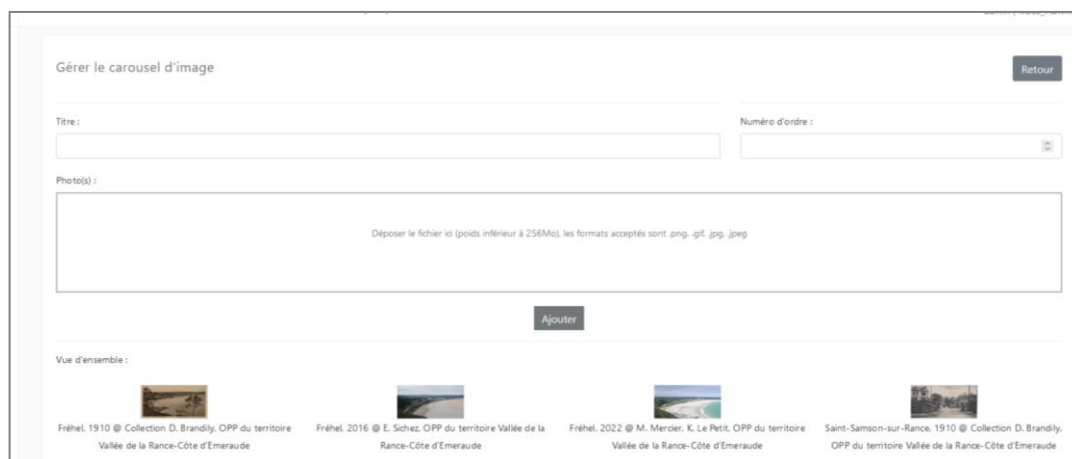 Gérer le carousel d'image
Retour
Titre :
Numéro d'ordre :
Photo(s) :
Déposer le fichier ici (poids inférieur à 256Mo), les formats acceptés sont .png, .gif, .jpg, .jpeg
Ajouter
Vue d'ensemble :
Fréhel, 1910 @ Collection D. Brandily, OPP du territoire
Vallée de la Rance-Côte d'Emeraude
Fréhel, 2016 @ E. Sichez, OPP du territoire Vallée de la
Rance-Côte d'Emeraude
Fréhel, 2022 @ M. Mercier, K. Le Petit, OPP du territoire
Vallée de la Rance-Côte d'Emeraude
Saint-Samson-sur-Rance, 1910 @ Collection D. Brandily,
OPP du territoire Vallée de la Rance-Côte d'Emeraude